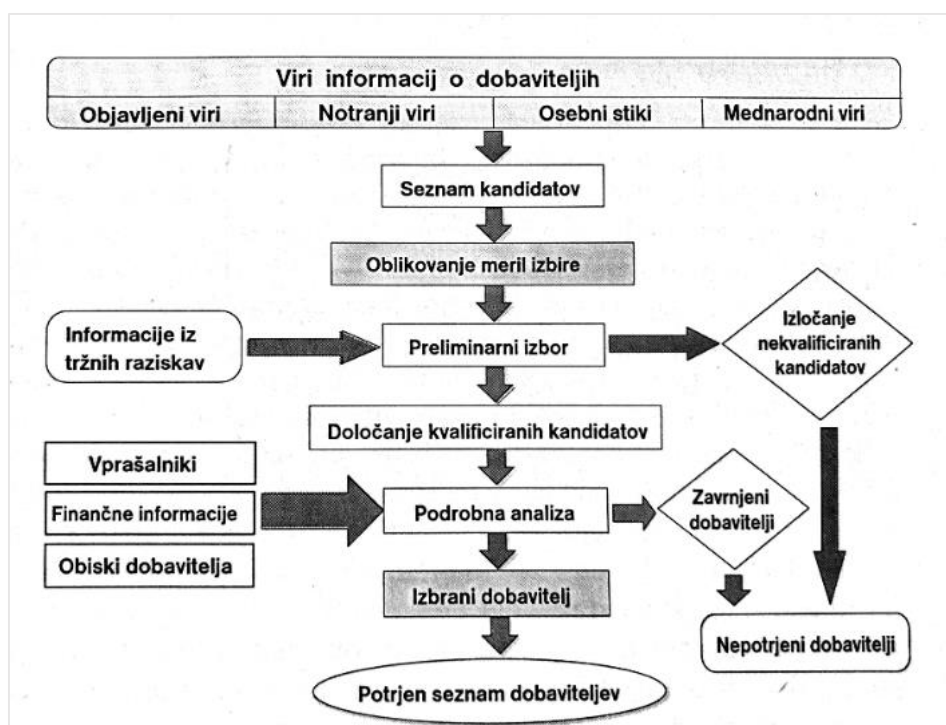 Viri informacij o dobaviteljih
Objavljeni viri
Notranji viri
Osebni stiki
Mednarodni viri
Seznam kandidatov
Oblikovanje meril izbire
Informacije iz
tržnih raziskav
Preliminarni izbor
Izločanje
nekvalificiranih
kandidatov
Določanje kvalificiranih kandidatov
Vprašalniki
Finančne informacije
Obiski dobavitelja
Podrobna analiza
Zavrnjeni
dobavitelji
Izbrani dobavitelj
Nepotrjeni dobavitelji
Potrjen seznam dobaviteljev